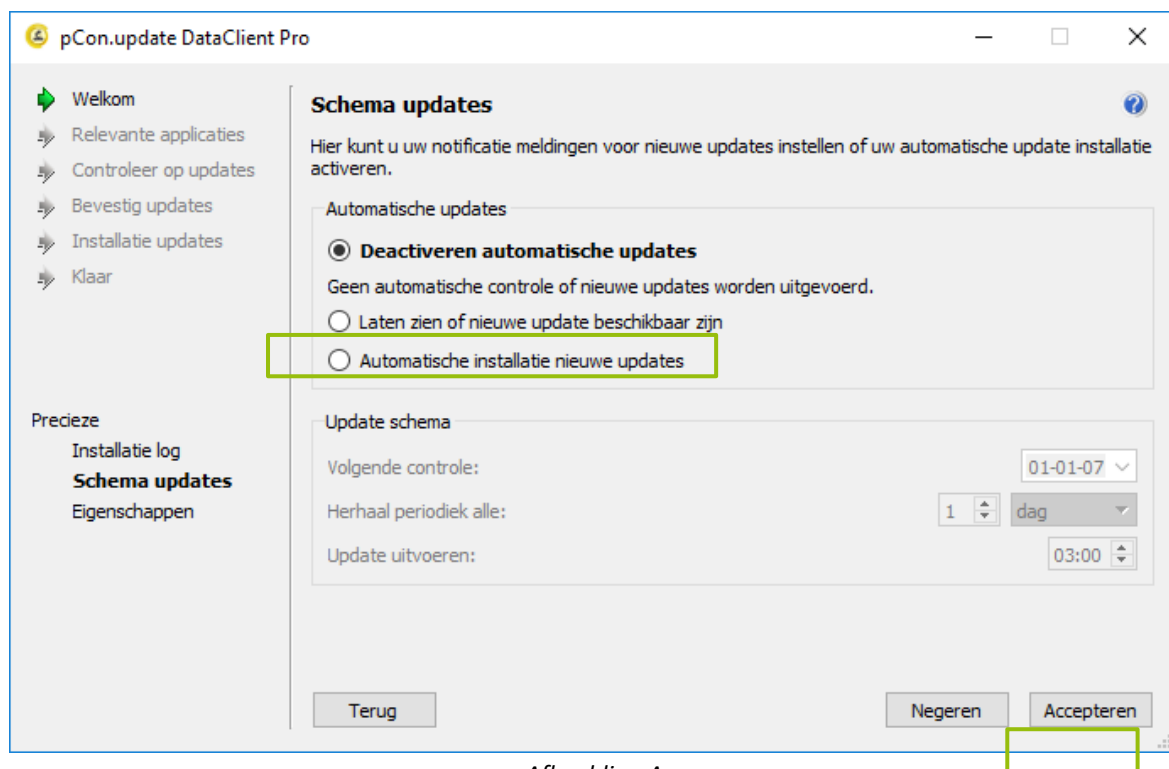 pCon.update DataClient Pro
Welkom
Relevante applicaties
Controleer op updates
Bevestig updates
Installatie updates
Klaar
Precieze
Installatie log
Schema updates
Eigenschappen
Schema updates
Hier kunt u uw notificatie meldingen voor nieuwe updates instellen of uw automatische update installatie
activeren.
Automatische updates
Deactiveren automatische updates
Geen automatische controle of nieuwe updates worden uitgevoerd.
Laten zien of nieuwe update beschikbaar zijn
Automatische installatie nieuwe updates
Update schema
Volgende controle: 01-01-07
Herhaal periodiek alle: 1 dag
Update uitvoeren: 03:00
Terug Negeren Accepteren